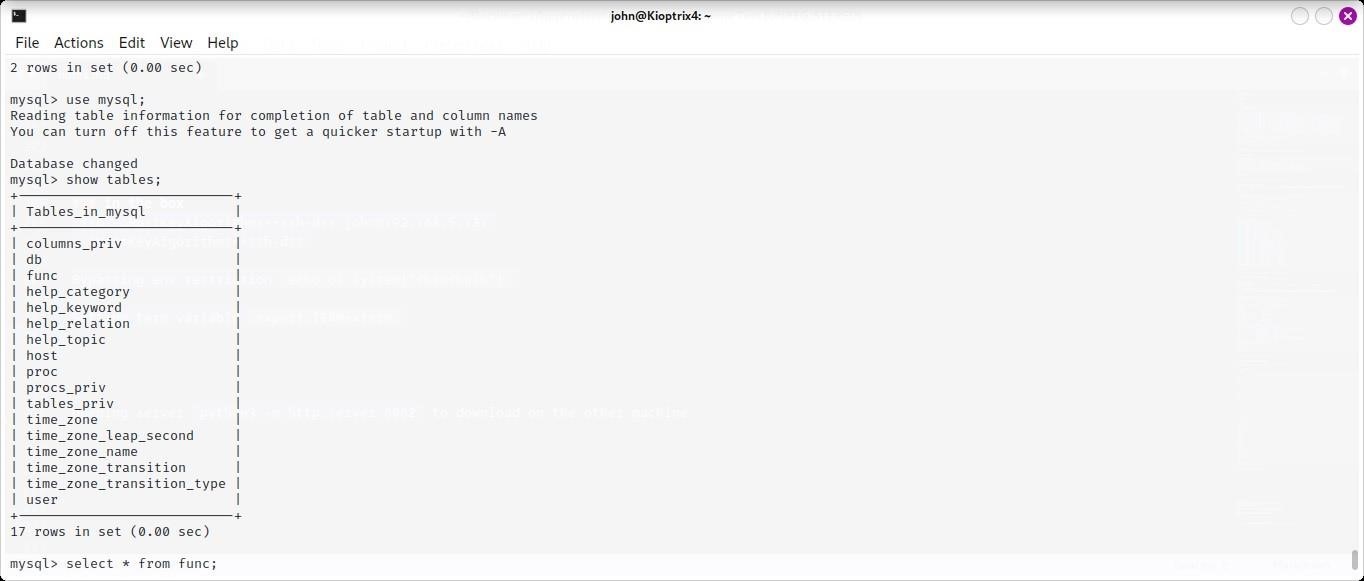 john@Kioptrix4: ~
File Actions Edit View Help
2 rows in set (0.00 sec)
mysql> use mysql;
Reading table information for completion of table and column names
You can turn off this feature to get a quicker startup with -A
Database changed
mysql> show tables;
| Tables_in_mysql |
| columns_priv |
| db |
| func |
| help_category |
| help_keyword |
| help_relation |
| help_topic |
| host |
| proc |
| procs_priv |
| tables_priv |
| time_zone |
| time_zone_leap_second |
| time_zone_name |
| time_zone_transition |
| time_zone_transition_type |
| user |
17 rows in set (0.00 sec)
mysql> select * from func;